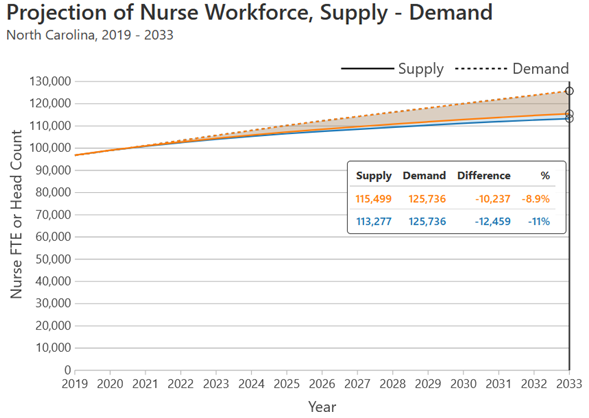 Projection of Nurse Workforce, Supply - Demand
North Carolina, 2019 - 2033
Supply Demand
130,000
120,000
110,000
100,000
90,000
80,000
70,000
60,000
50,000
40,000
30,000
20,000
10,000
0
Nurse FTE or Head Count
Supply Demand Difference %
115,499 125,736 -10,237 -8.9%
113,277 125,736 -12,459 -11%
2019 2020 2021 2022 2023 2024 2025 2026 2027 2028 2029 2030 2031 2032 2033
Year